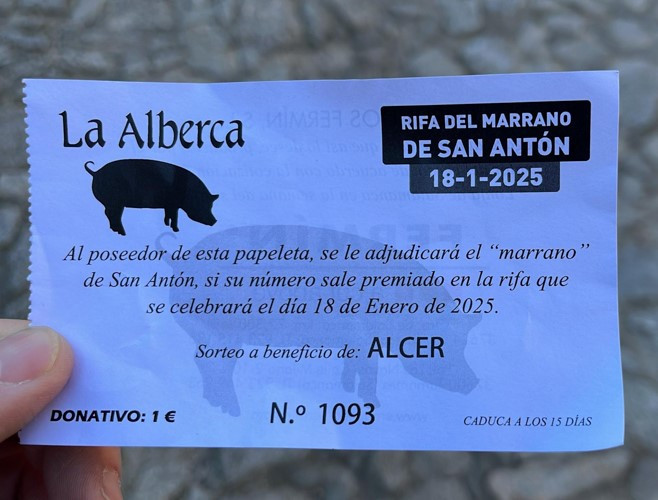 La Alberca
RIFA DEL MARRANO
DE SAN ANTÓN
18-1-2025
Al poseedor de esta papeleta, se le adjudicará el “marrano”
de San Antón, si su número sale premiado en la rifa que
se celebrará el día 18 de Enero de 2025.
Sorteo a beneficio de: ALCER
DONATIVO: 1 €
N.º 1093
CADUCA A LOS 15 DÍAS